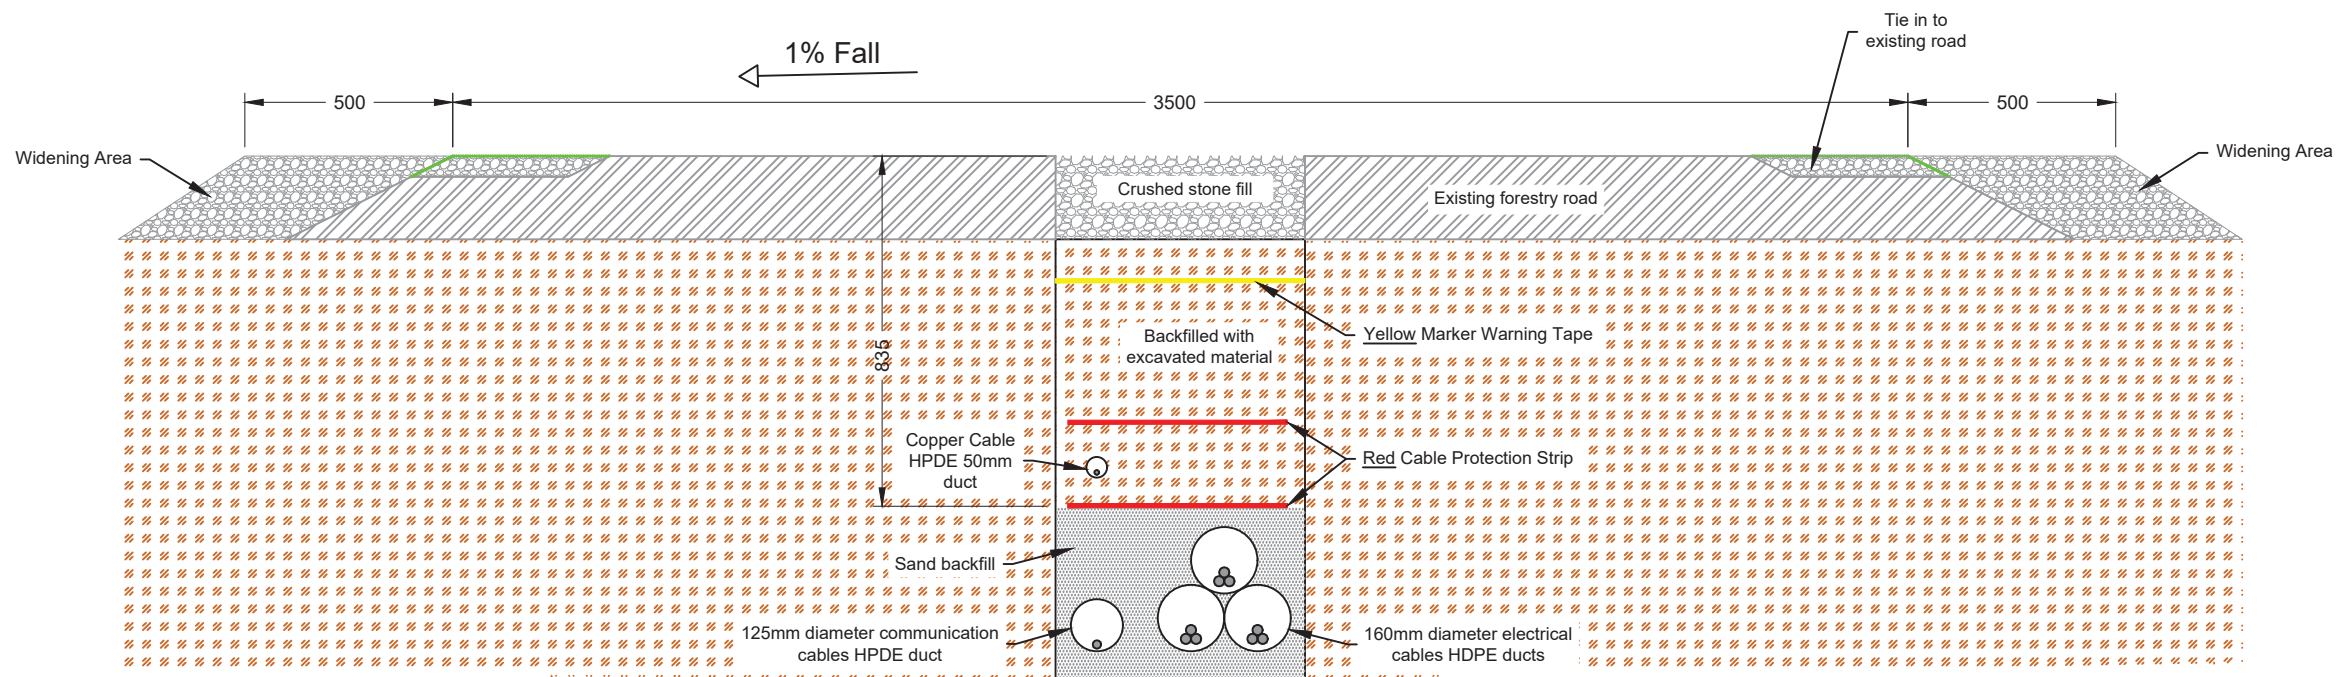 Tie in to
existing road
1% Fall
500
3500
500
Widening Area
Widening Area
Crushed stone fill
Existing forestry road
Backfilled with
excavated material
Yellow Marker Warning Tape
835
Copper Cable
HPDE 50mm
duct
Red Cable Protection Strip
Sand backfill
125mm diameter communication
cables HPDE duct
160mm diameter electrical
cables HDPE ducts